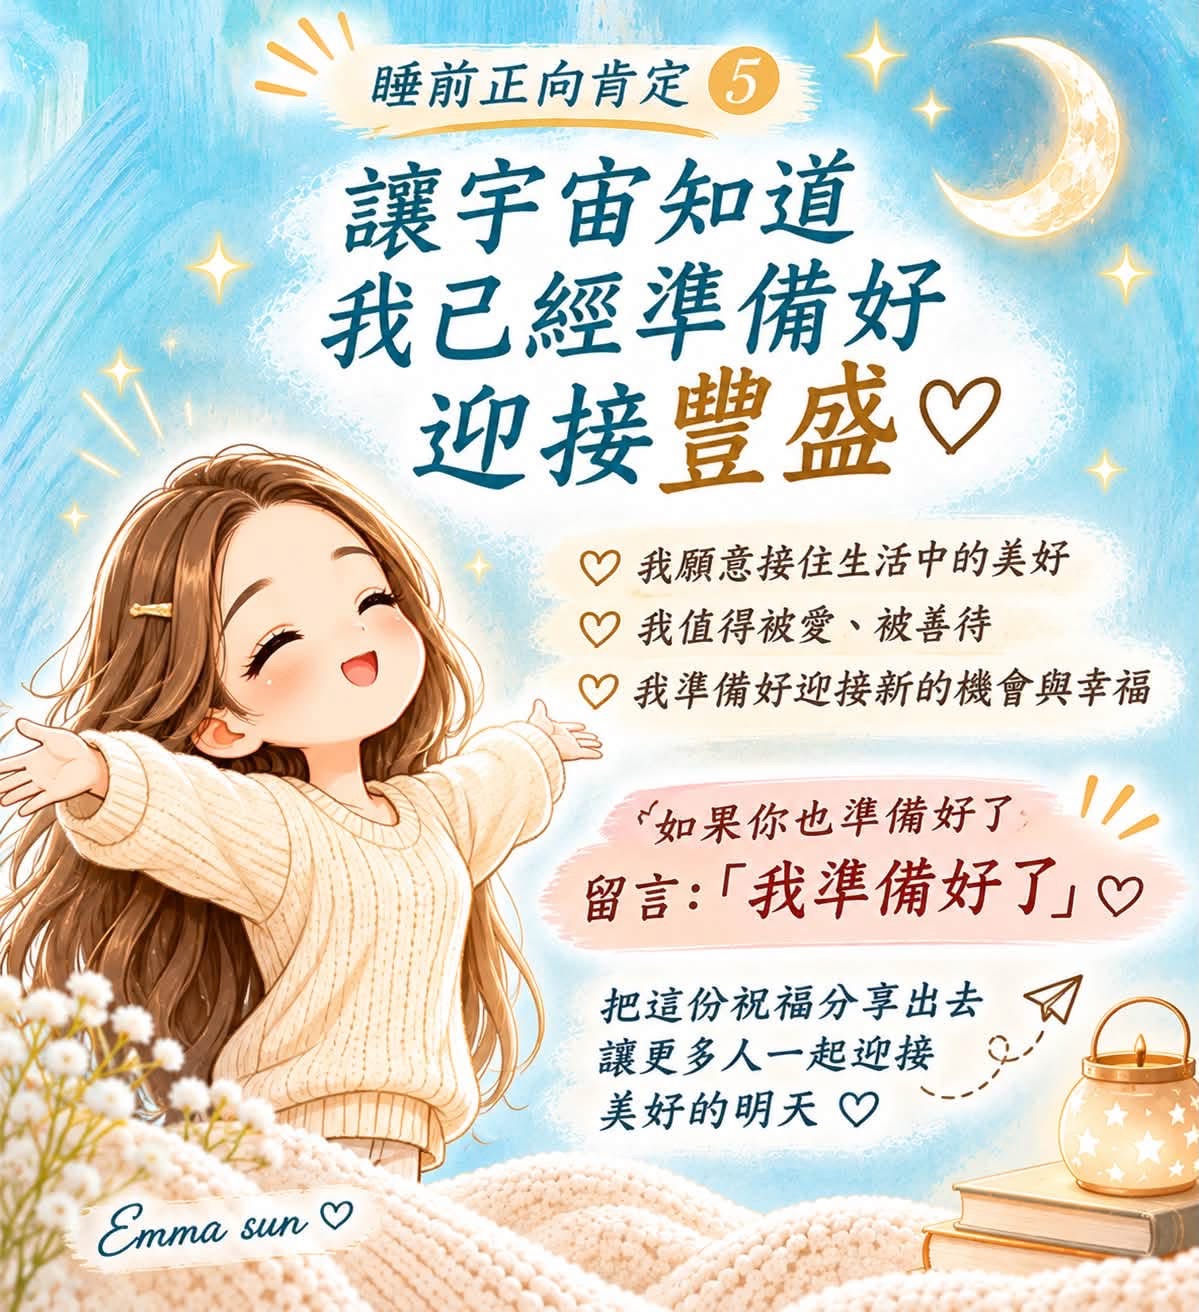 睡前正向肯定 5
讓宇宙知道
我已經準備好
迎接豐盛♡
♡ 我願意接住生活中的美好
♡ 我值得被愛、被善待
♡ 我準備好迎接新的機會與幸福
如果你也準備好了
留言:「我準備好了」♡
把這份祝福分享出去
讓更多人一起迎接
美好的明天 ♡
Emma sun ♡